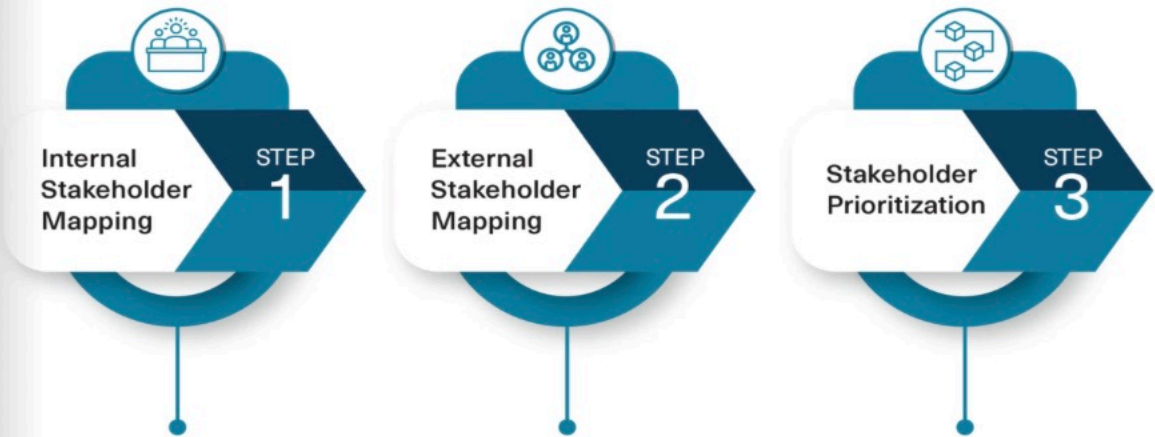 Internal
Stakeholder
Mapping
STEP
1
External
Stakeholder
Mapping
STEP
2
Stakeholder
Prioritization
STEP
3